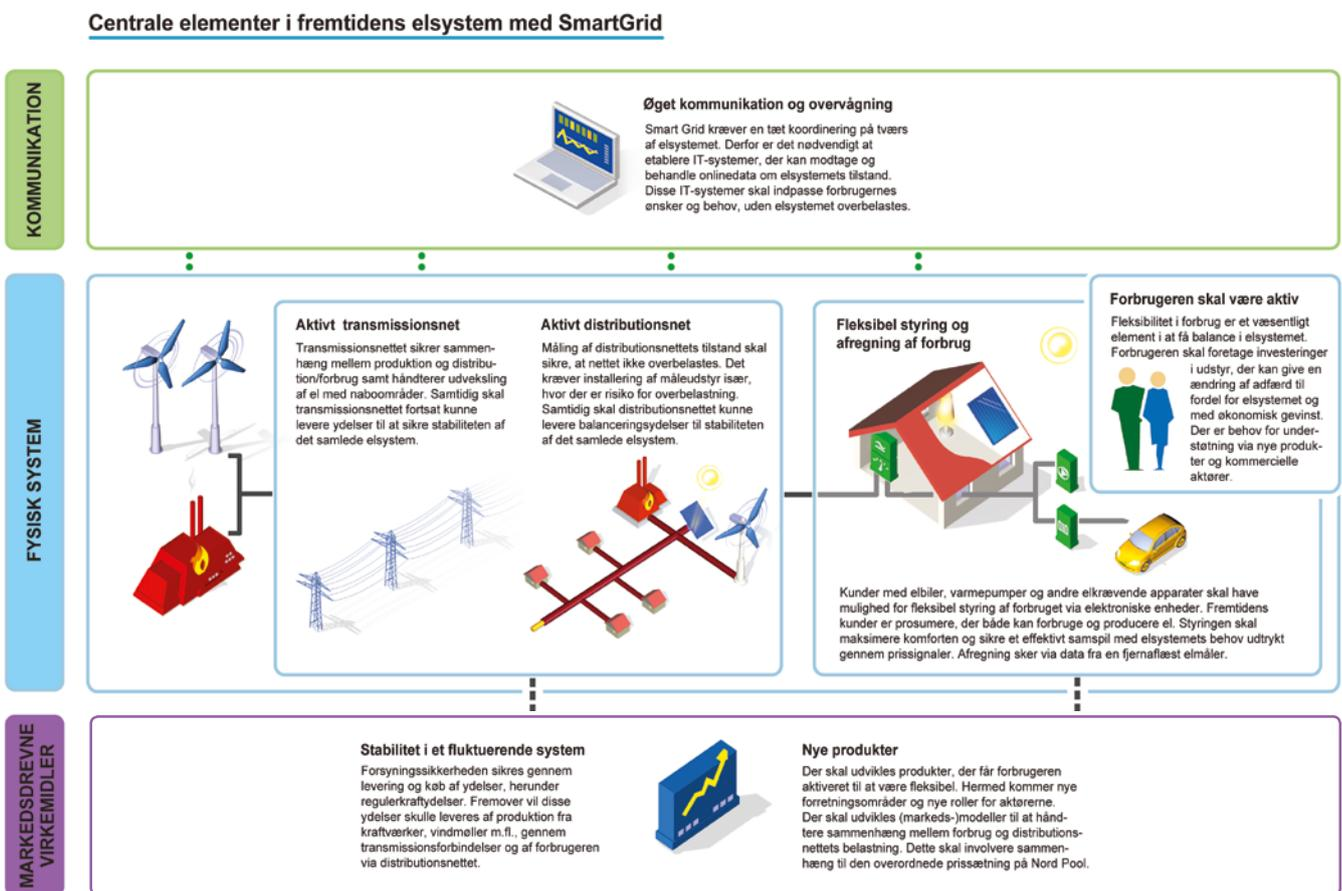 Centrale elementer i fremtidens elsystem med SmartGrid
KOMMUNIKATION
Øget kommunikation og overvågning
Smart Grid kræver en tæt koordinering på tværs
af elsystemet. Derfor er det nødvendigt at
etablere IT-systemer, der kan modtage og
behandle onlinedata om elsystemets tilstand.
Disse IT-systemer skal indpasse forbrugernes
ønsker og behov, uden elsystemet overbelastes.
FYSISK SYSTEM
Aktivt transmissionsnet
Transmissionsnettet sikrer sammen-
hæng mellem produktion og distribu-
tion/forbrug samt håndterer udveksling
af el med naboområder. Samtidig skal
transmissionsnettet fortsat kunne
levere ydelser til at sikre stabiliteten af
det samlede elsystem.
Aktivt distributionsnet
Måling af distributionsnettets tilstand skal
sikre, at nettet ikke overbelastes. Det
kræver installering af måleudstyr især,
hvor der er risiko for overbelastning.
Samtidig skal distributionsnettet kunne
levere balanceringsydelser til stabiliteten
af det samlede elsystem.
Fleksibel styring og
afregning af forbrug
Kunder med elbiler, varmepumper og andre elkrævende apparater skal have
mulighed for fleksibel styring af forbruget via elektroniske enheder. Fremtidens
kunder er prosumere, der både kan forbruge og producere el. Styringen skal
maksimere komforten og sikre et effektivt samspil med elsystemets behov udtrykt
gennem prissignaler. Afregning sker via data fra en fjernaflæst elmåler.
Forbrugeren skal være aktiv
Fleksibilitet i forbrug er et væsentligt
element i at få balance i elsystemet.
Forbrugeren skal foretage investeringer
i udstyr, der kan give en
ændring af adfærd til
fordel for elsystemet og
med økonomisk gevinst.
Der er behov for under-
støtning via nye produk-
ter og kommercielle
aktører.
MARKEDSDREVNE
VIRKEMIDLER
Stabilitet i et fluktuerende system
Forsyningssikkerheden sikres gennem
levering og køb af ydelser, herunder
regulerkraftydelser. Fremover vil disse
ydelser skulle leveres af produktion fra
kraftværker, vindmøller m.fl., gennem
transmissionsforbindelser og af forbrugeren
via distributionsnettet.
Nye produkter
Der skal udvikles produkter, der får forbrugeren
aktiveret til at være fleksibel. Hermed kommer nye
forretningsområder og nye roller for aktørerne.
Der skal udvikles (markeds-)modeller til at hånd-
tere sammenhæng mellem forbrug og distributions-
nettets belastning. Dette skal involvere sammen-
hæng til den overordnede prissætning på Nord Pool.